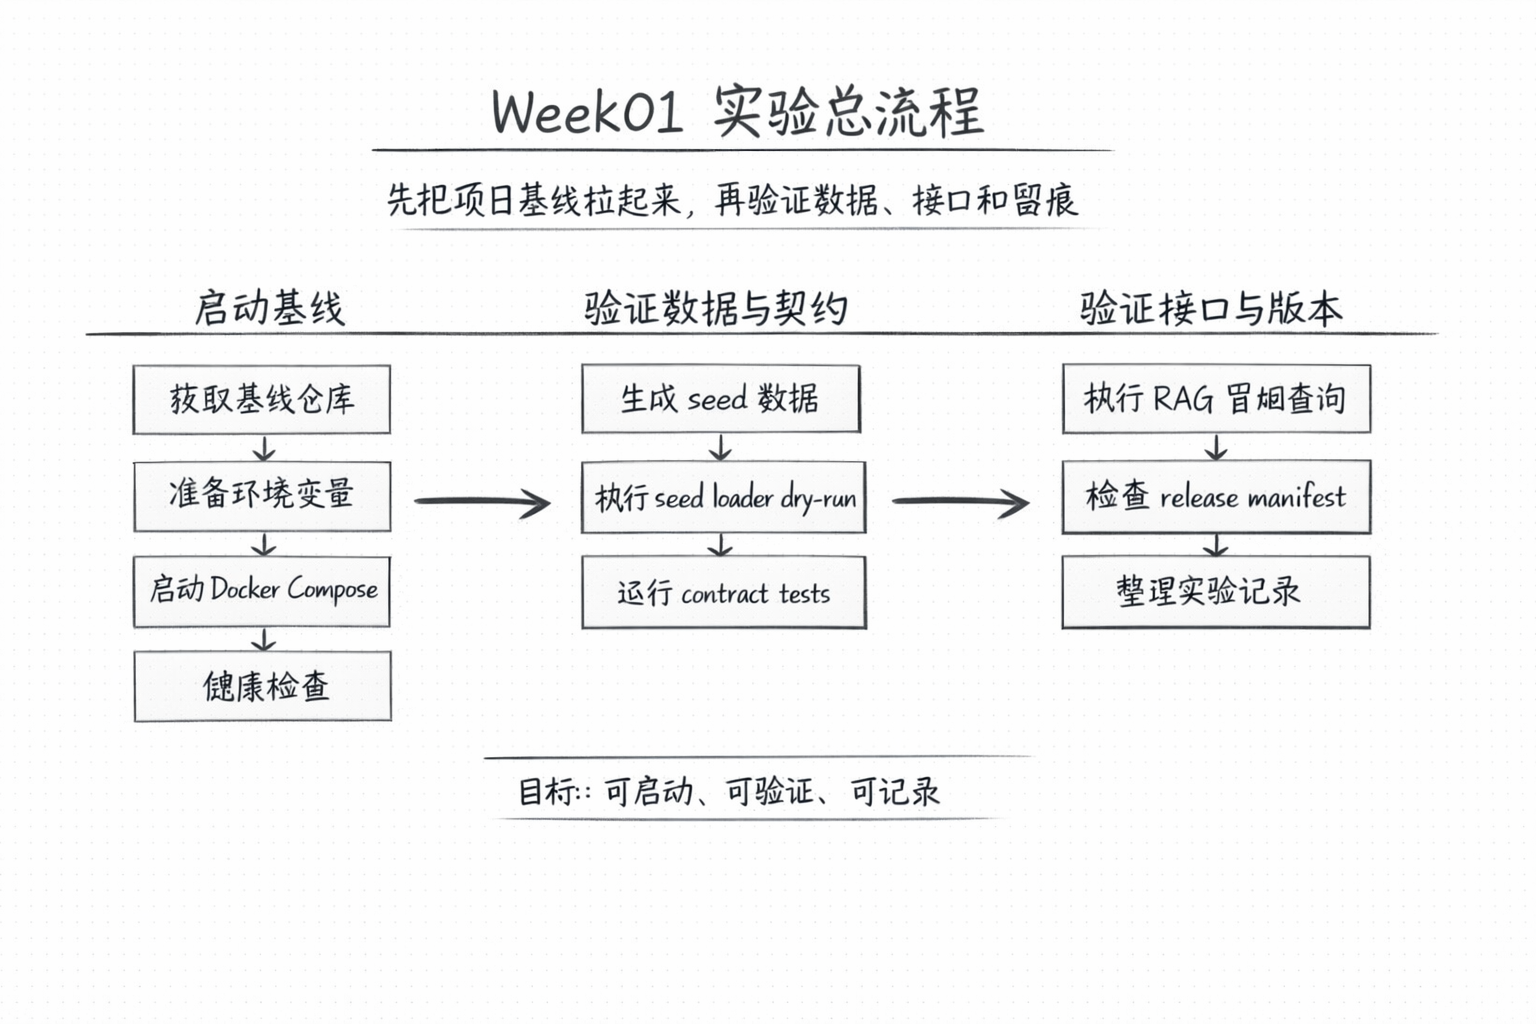 Week01 实验总流程
先把项日基线拉起来，再验证数据、接口和留痕
启动基线
获取基线仓库
准备环境变量
启动 Docker Compose
健康检查
验证数据与契约
生成 seed 数据
执行 seed loader dry-run
运行 contract tests
验证接口与版本
执行 RAG 冒烟查询
检查 release manifest
整理实验记录
目标:: 可启动、可验证、可记录